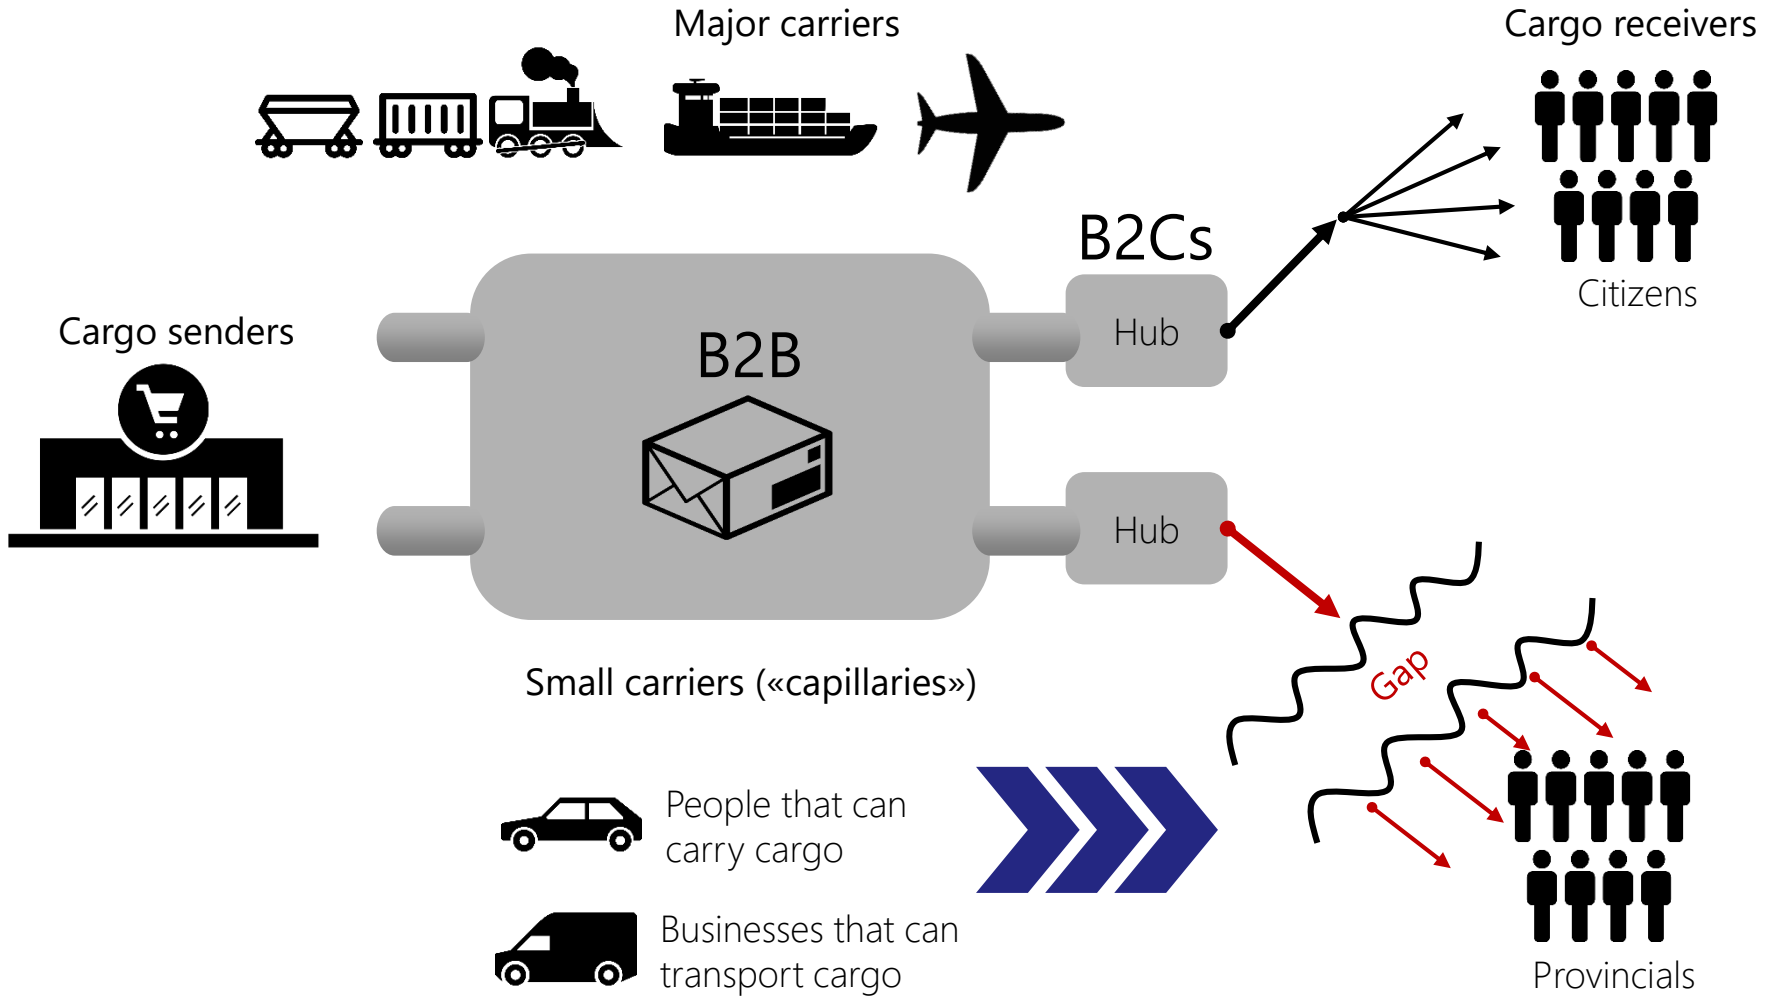 Major carriers
Cargo receivers
B2Cs
Citizens
Cargo senders
Hub
B2B
Hub
Gap
Small carriers («capillaries»)
People that can
carry cargo
Businesses that can
transport cargo
Provincials